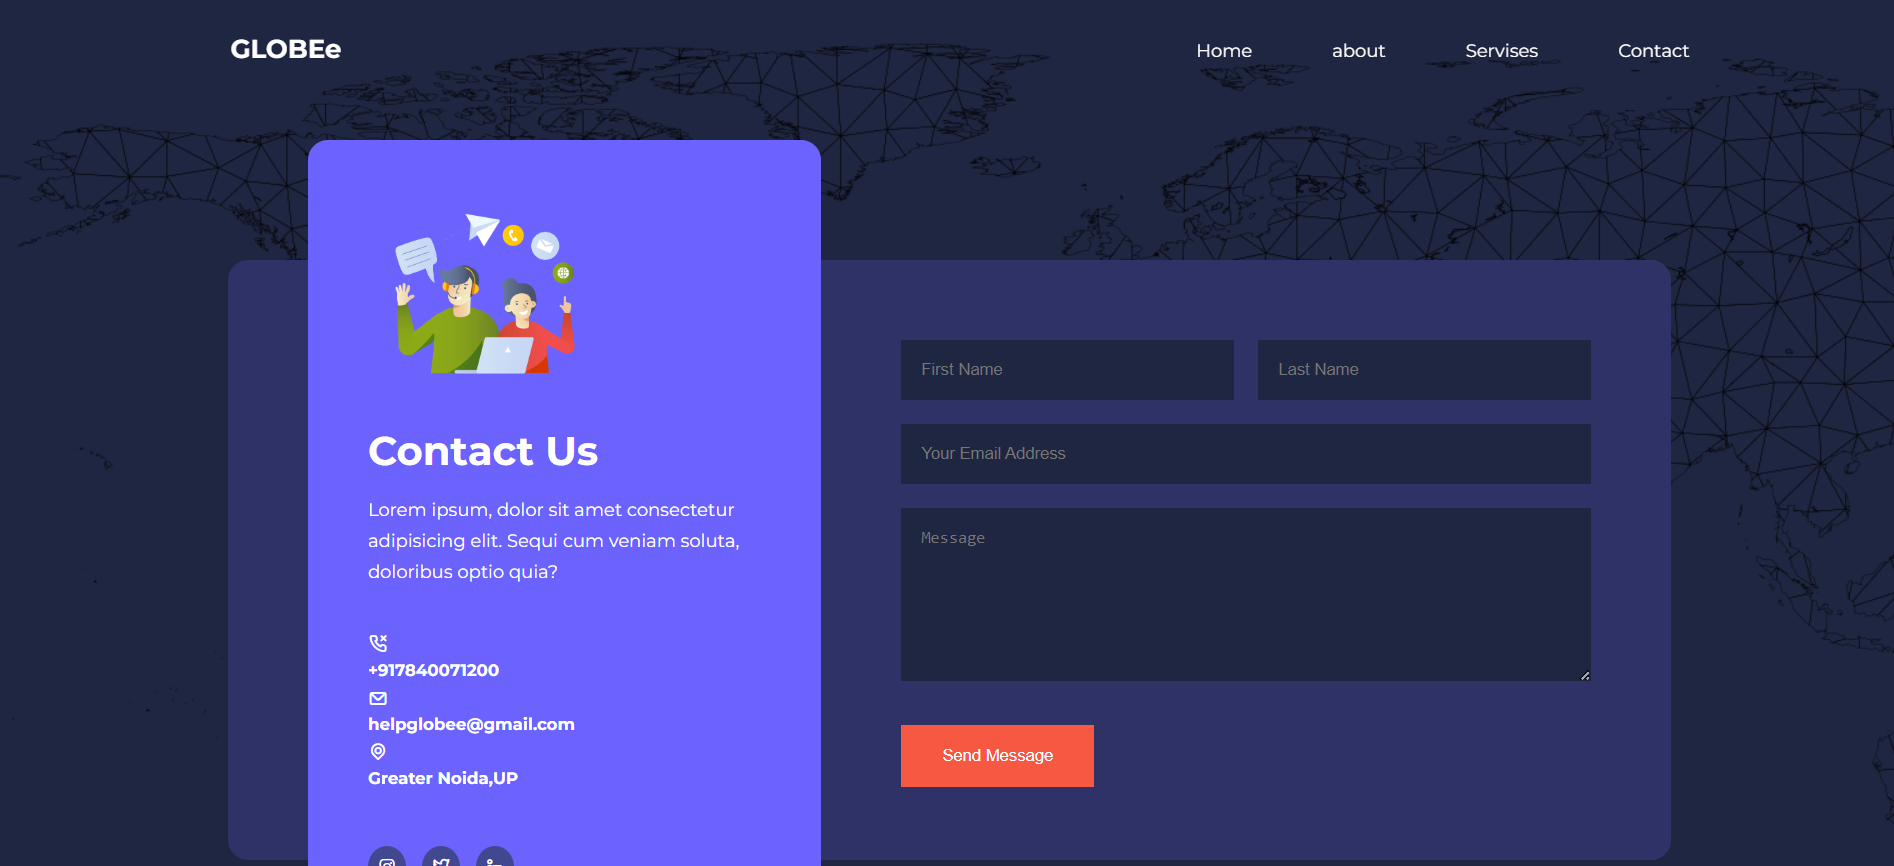 GLOBEe
Home about Servises Contact
Contact Us
Lorem ipsum, dolor sit amet consectetur
adipisicing elit. Sequi cum veniam soluta,
doloribus optio quia?
+917840071200
helpglobee@gmail.com
Greater Noida,UP
First Name Last Name
Your Email Address
Message
Send Message